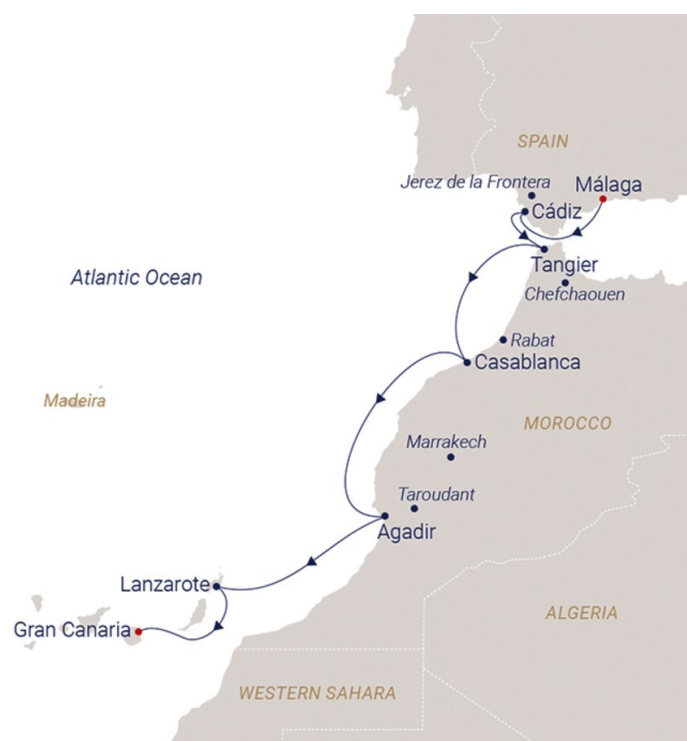 SPAIN
Jerez de la Frontera
Málaga
Cádiz
Tangier
Atlantic Ocean
Chefchaouen
Rabat
Casablanca
Madeira
MOROCCO
Marrakech
Taroudant
Agadir
Lanzarote
ALGERIA
Gran Canaria
WESTERN SAHARA